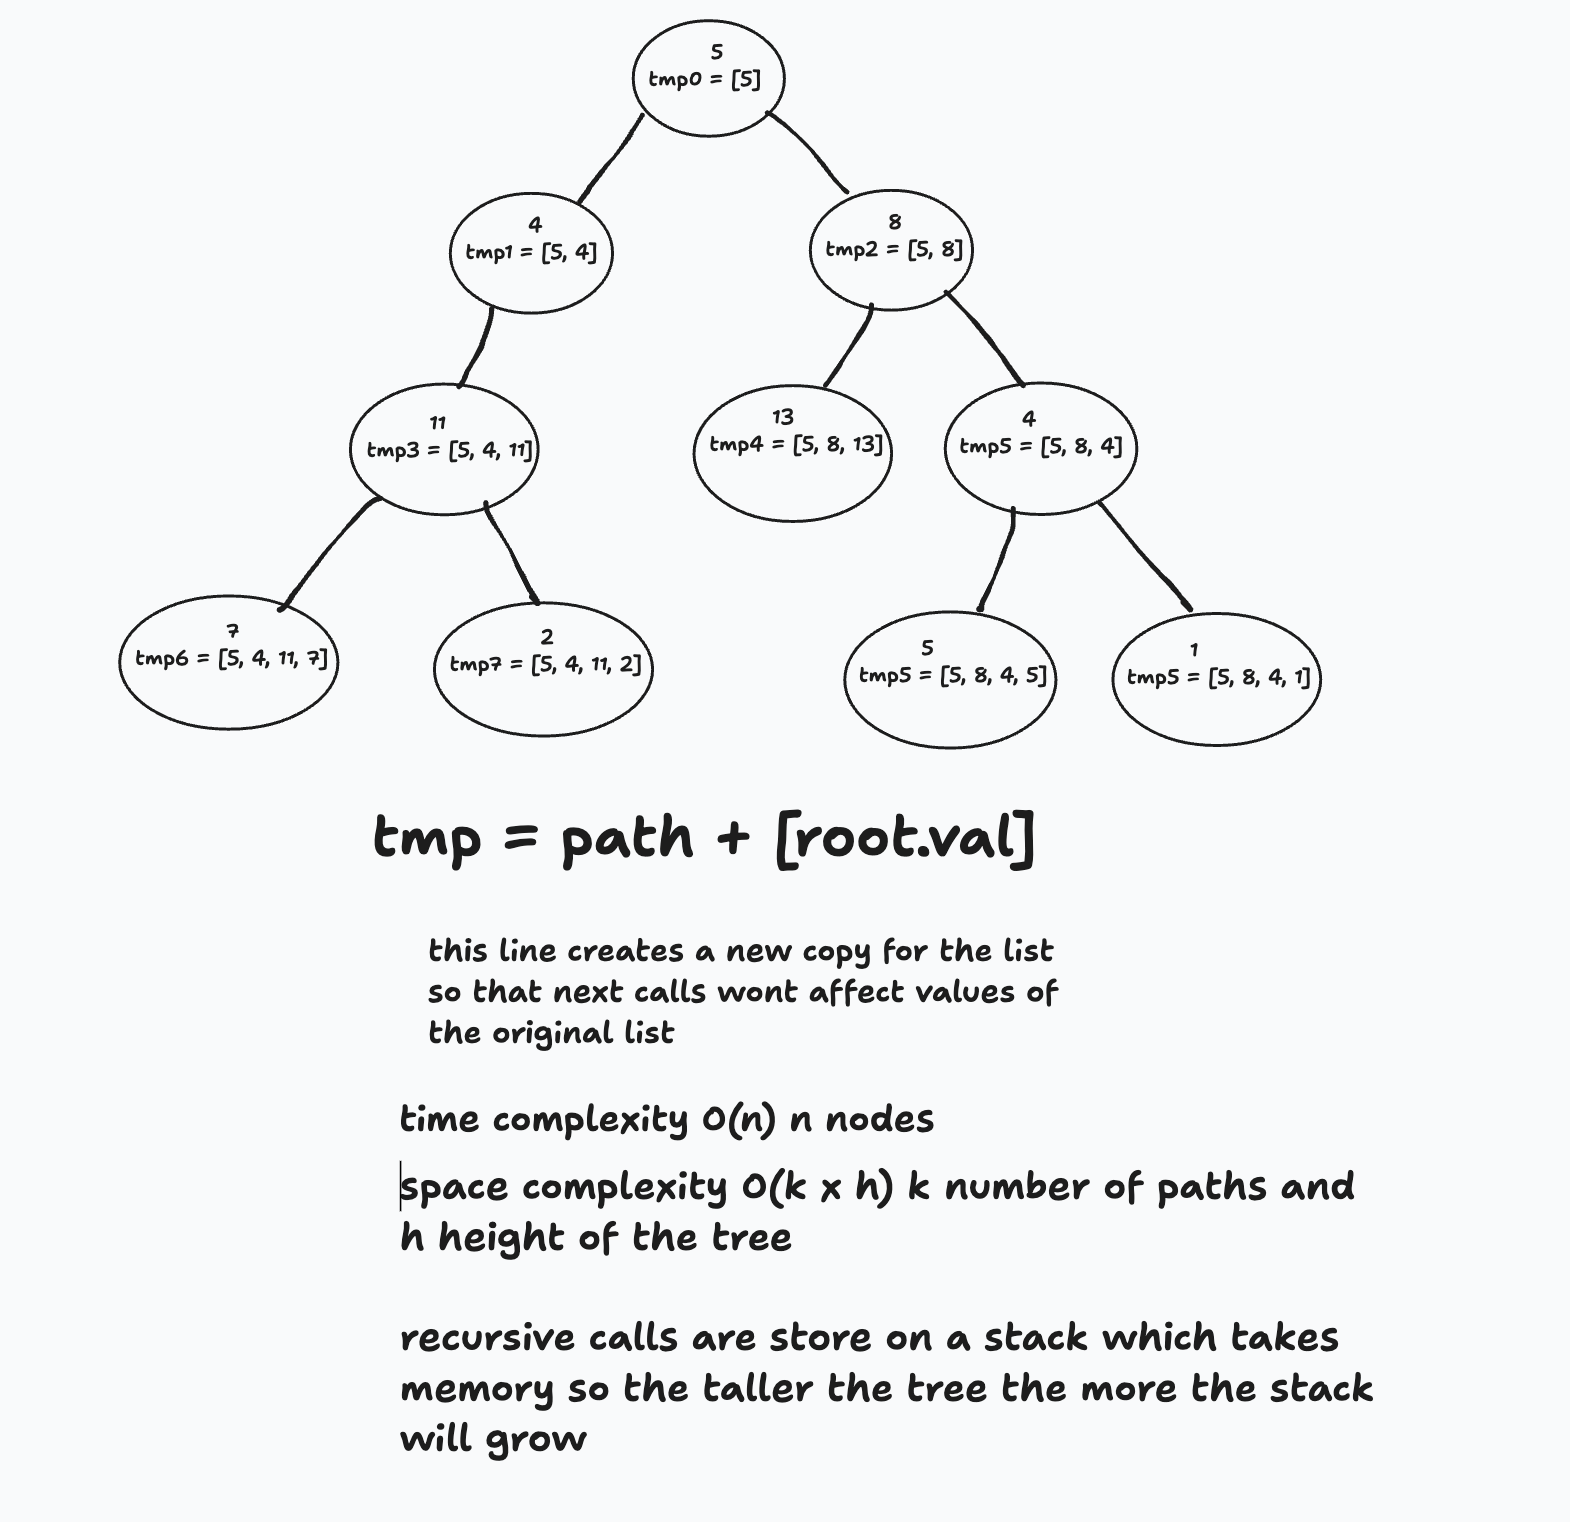 5
tmp0 = [5]
4
tmp1 = [5, 4]
8
tmp2 = [5, 8]
11
tmp3 = [5, 4, 11]
13
tmp4 = [5, 8, 13]
4
tmp5 = [5, 8, 4]
7
tmp6 = [5, 4, 11, 7]
2
tmp7 = [5, 4, 11, 2]
5
tmp5 = [5, 8, 4, 5]
1
tmp5 = [5, 8, 4, 1]
tmp = path + [root.val]
this line creates a new copy for the list
so that next calls wont affect values of
the original list
time complexity O(n) n nodes
space complexity O(k x h) k number of paths and
h height of the tree
recursive calls are store on a stack which takes
memory so the taller the tree the more the stack
will grow